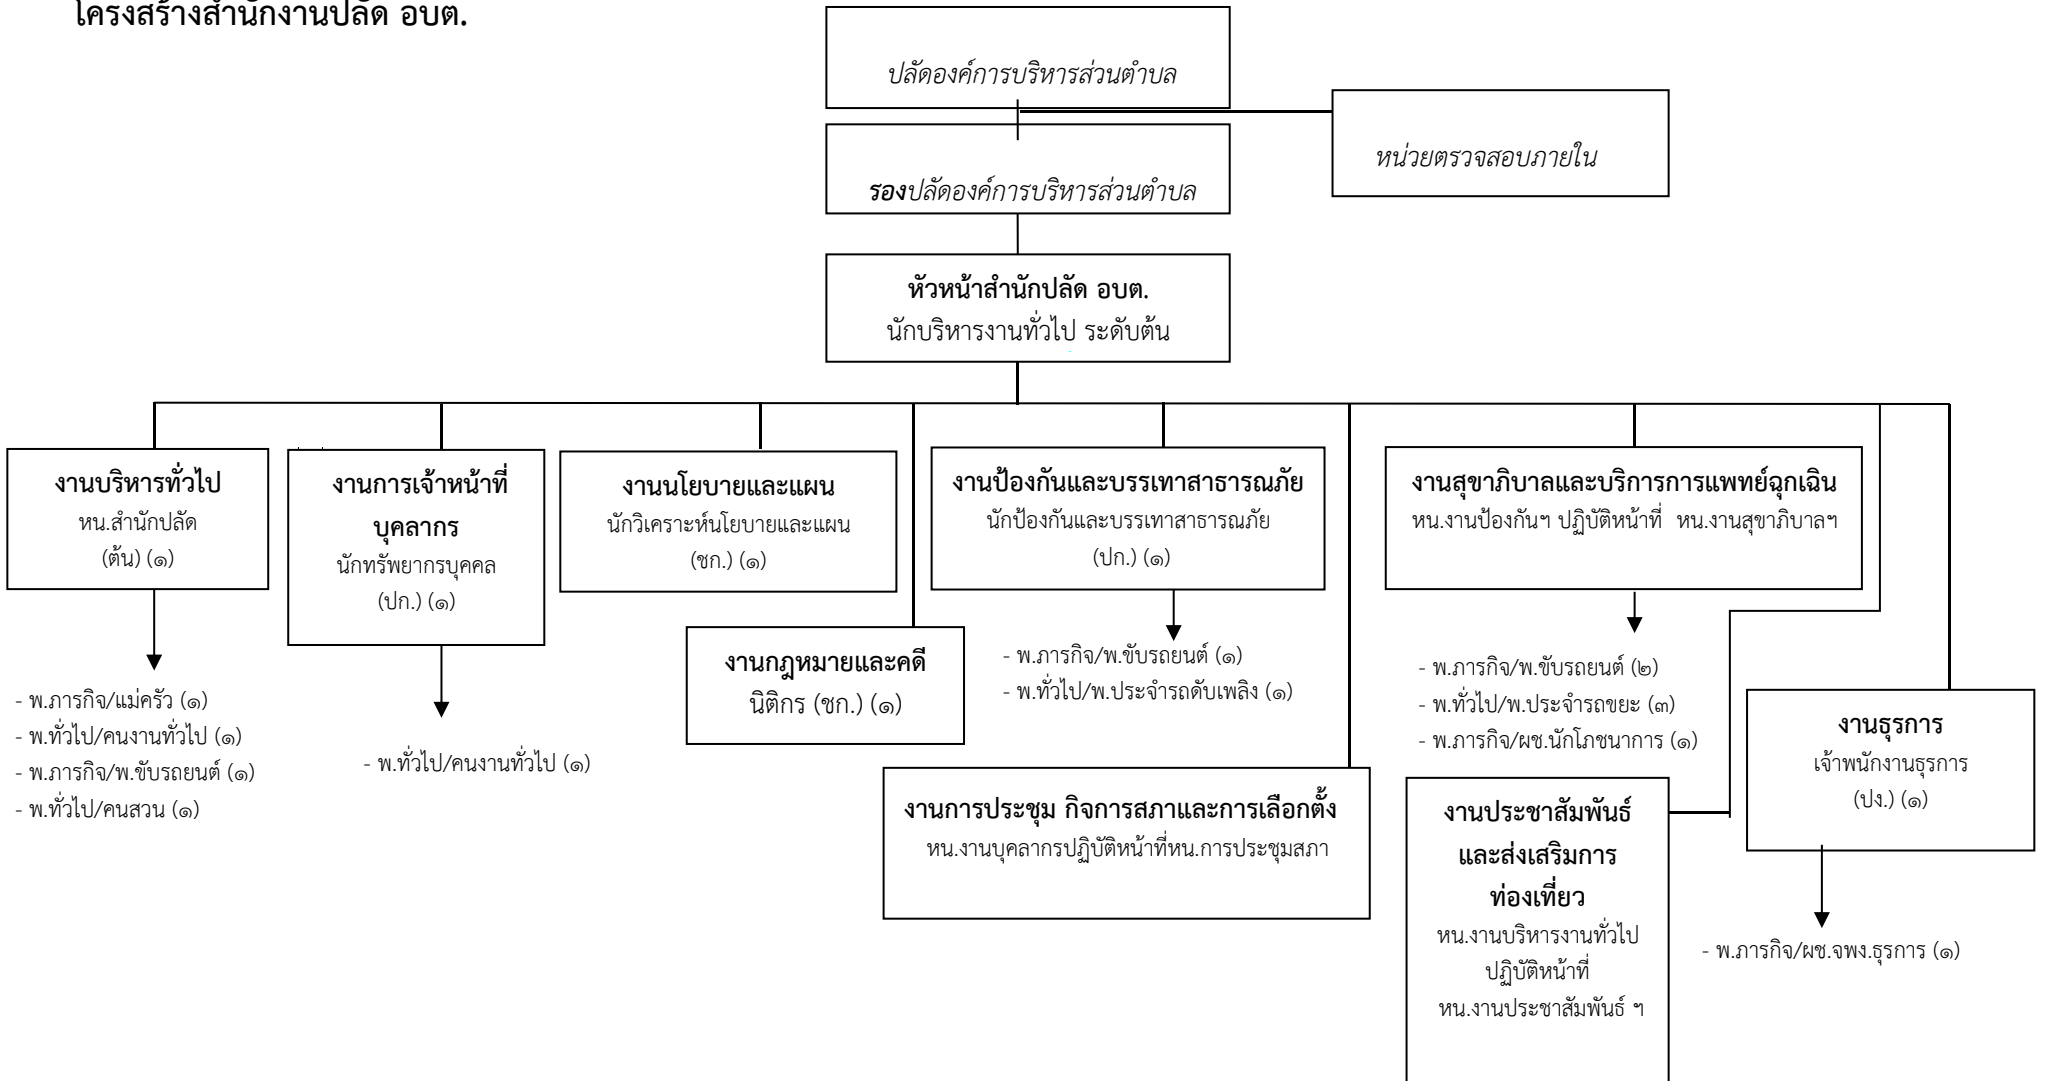 โครงสร้างสำนักงานปลัด อบต.
ปลัดองค์การบริหารส่วนตำบล
หน่วยตรวจสอบภายใน
รองปลัดองค์การบริหารส่วนตำบล
หัวหน้าสำนักปลัด อบต.
นักบริหารงานทั่วไป ระดับต้น
งานบริหารทั่วไป
หน.สำนักปลัด
(ต้น) (๑)
- พ.ภารกิจ/แม่ครัว (๑)
- พ.ทั่วไป/คนงานทั่วไป (๑)
- พ.ภารกิจ/พ.ขับรถยนต์ (๑)
- พ.ทั่วไป/คนสวน (๑)
งานการเจ้าหน้าที่
บุคลากร
นักทรัพยากรบุคคล
(ปก.) (๑)
- พ.ทั่วไป/คนงานทั่วไป (๑)
งานนโยบายและแผน
นักวิเคราะห์นโยบายและแผน
(ชก.) (๑)
งานกฎหมายและคดี
นิติกร (ชก.) (๑)
งานป้องกันและบรรเทาสาธารณภัย
นักป้องกันและบรรเทาสาธารณภัย
(ปก.) (๑)
- พ.ภารกิจ/พ.ขับรถยนต์ (๑)
- พ.ทั่วไป/พ.ประจำรถดับเพลิง (๑)
งานการประชุม กิจการสภาและการเลือกตั้ง
หน.งานบุคลากรปฏิบัติหน้าที่หน.การประชุมสภา
งานสุขาภิบาลและบริการการแพทย์ฉุกเฉิน
หน.งานป้องกันฯ ปฏิบัติหน้าที่ หน.งานสุขาภิบาลฯ
- พ.ภารกิจ/พ.ขับรถยนต์ (๒)
- พ.ทั่วไป/พ.ประจำรถขยะ (๓)
- พ.ภารกิจ/ผช.นักโภชนาการ (๑)
งานประชาสัมพันธ์
และส่งเสริมการ
ท่องเที่ยว
หน.งานบริหารงานทั่วไป
ปฏิบัติหน้าที่
หน.งานประชาสัมพันธ์ ฯ
งานธุรการ
เจ้าพนักงานธุรการ
(ปง.) (๑)
- พ.ภารกิจ/ผช.จพง.ธุรการ (๑)